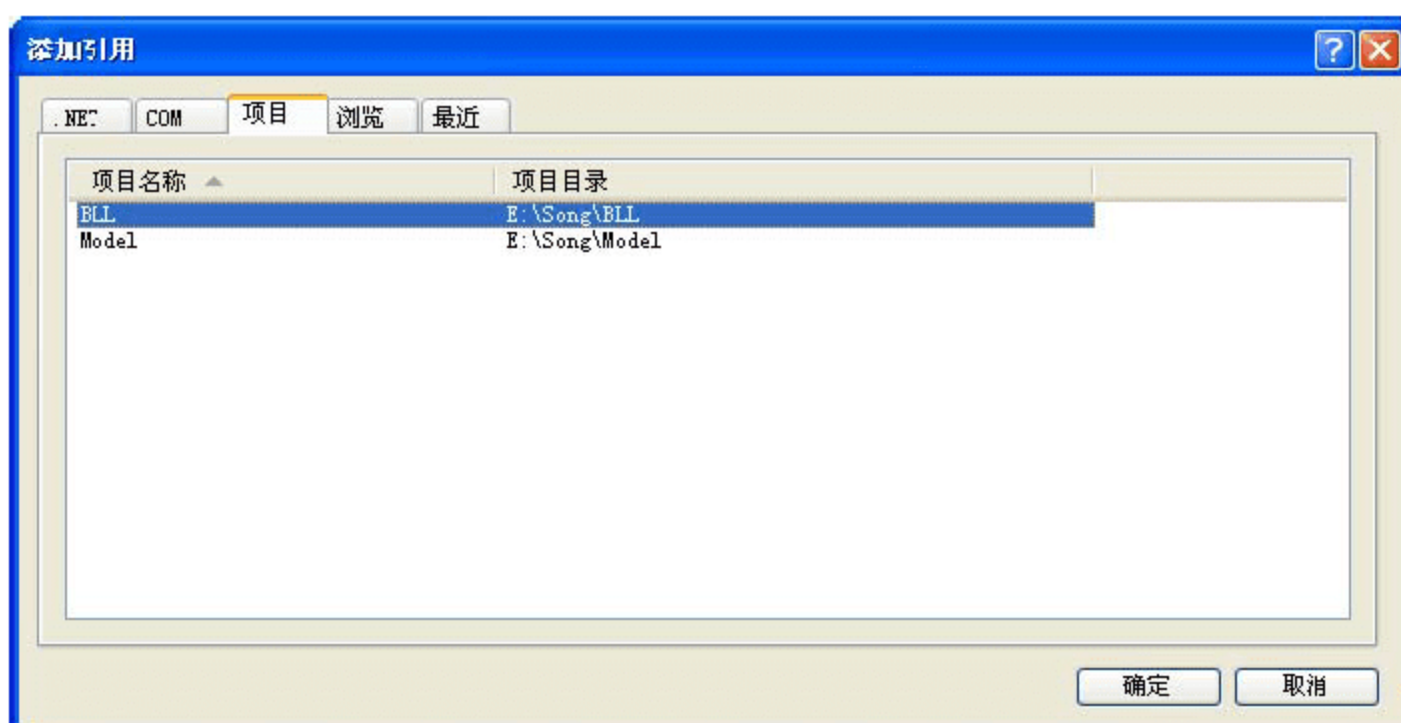 添加引用
.NET COM 项目 浏览 最近
项目名称 项目目录
BLL E:\Song\BLL
Model E:\Song\Model
确定 取消